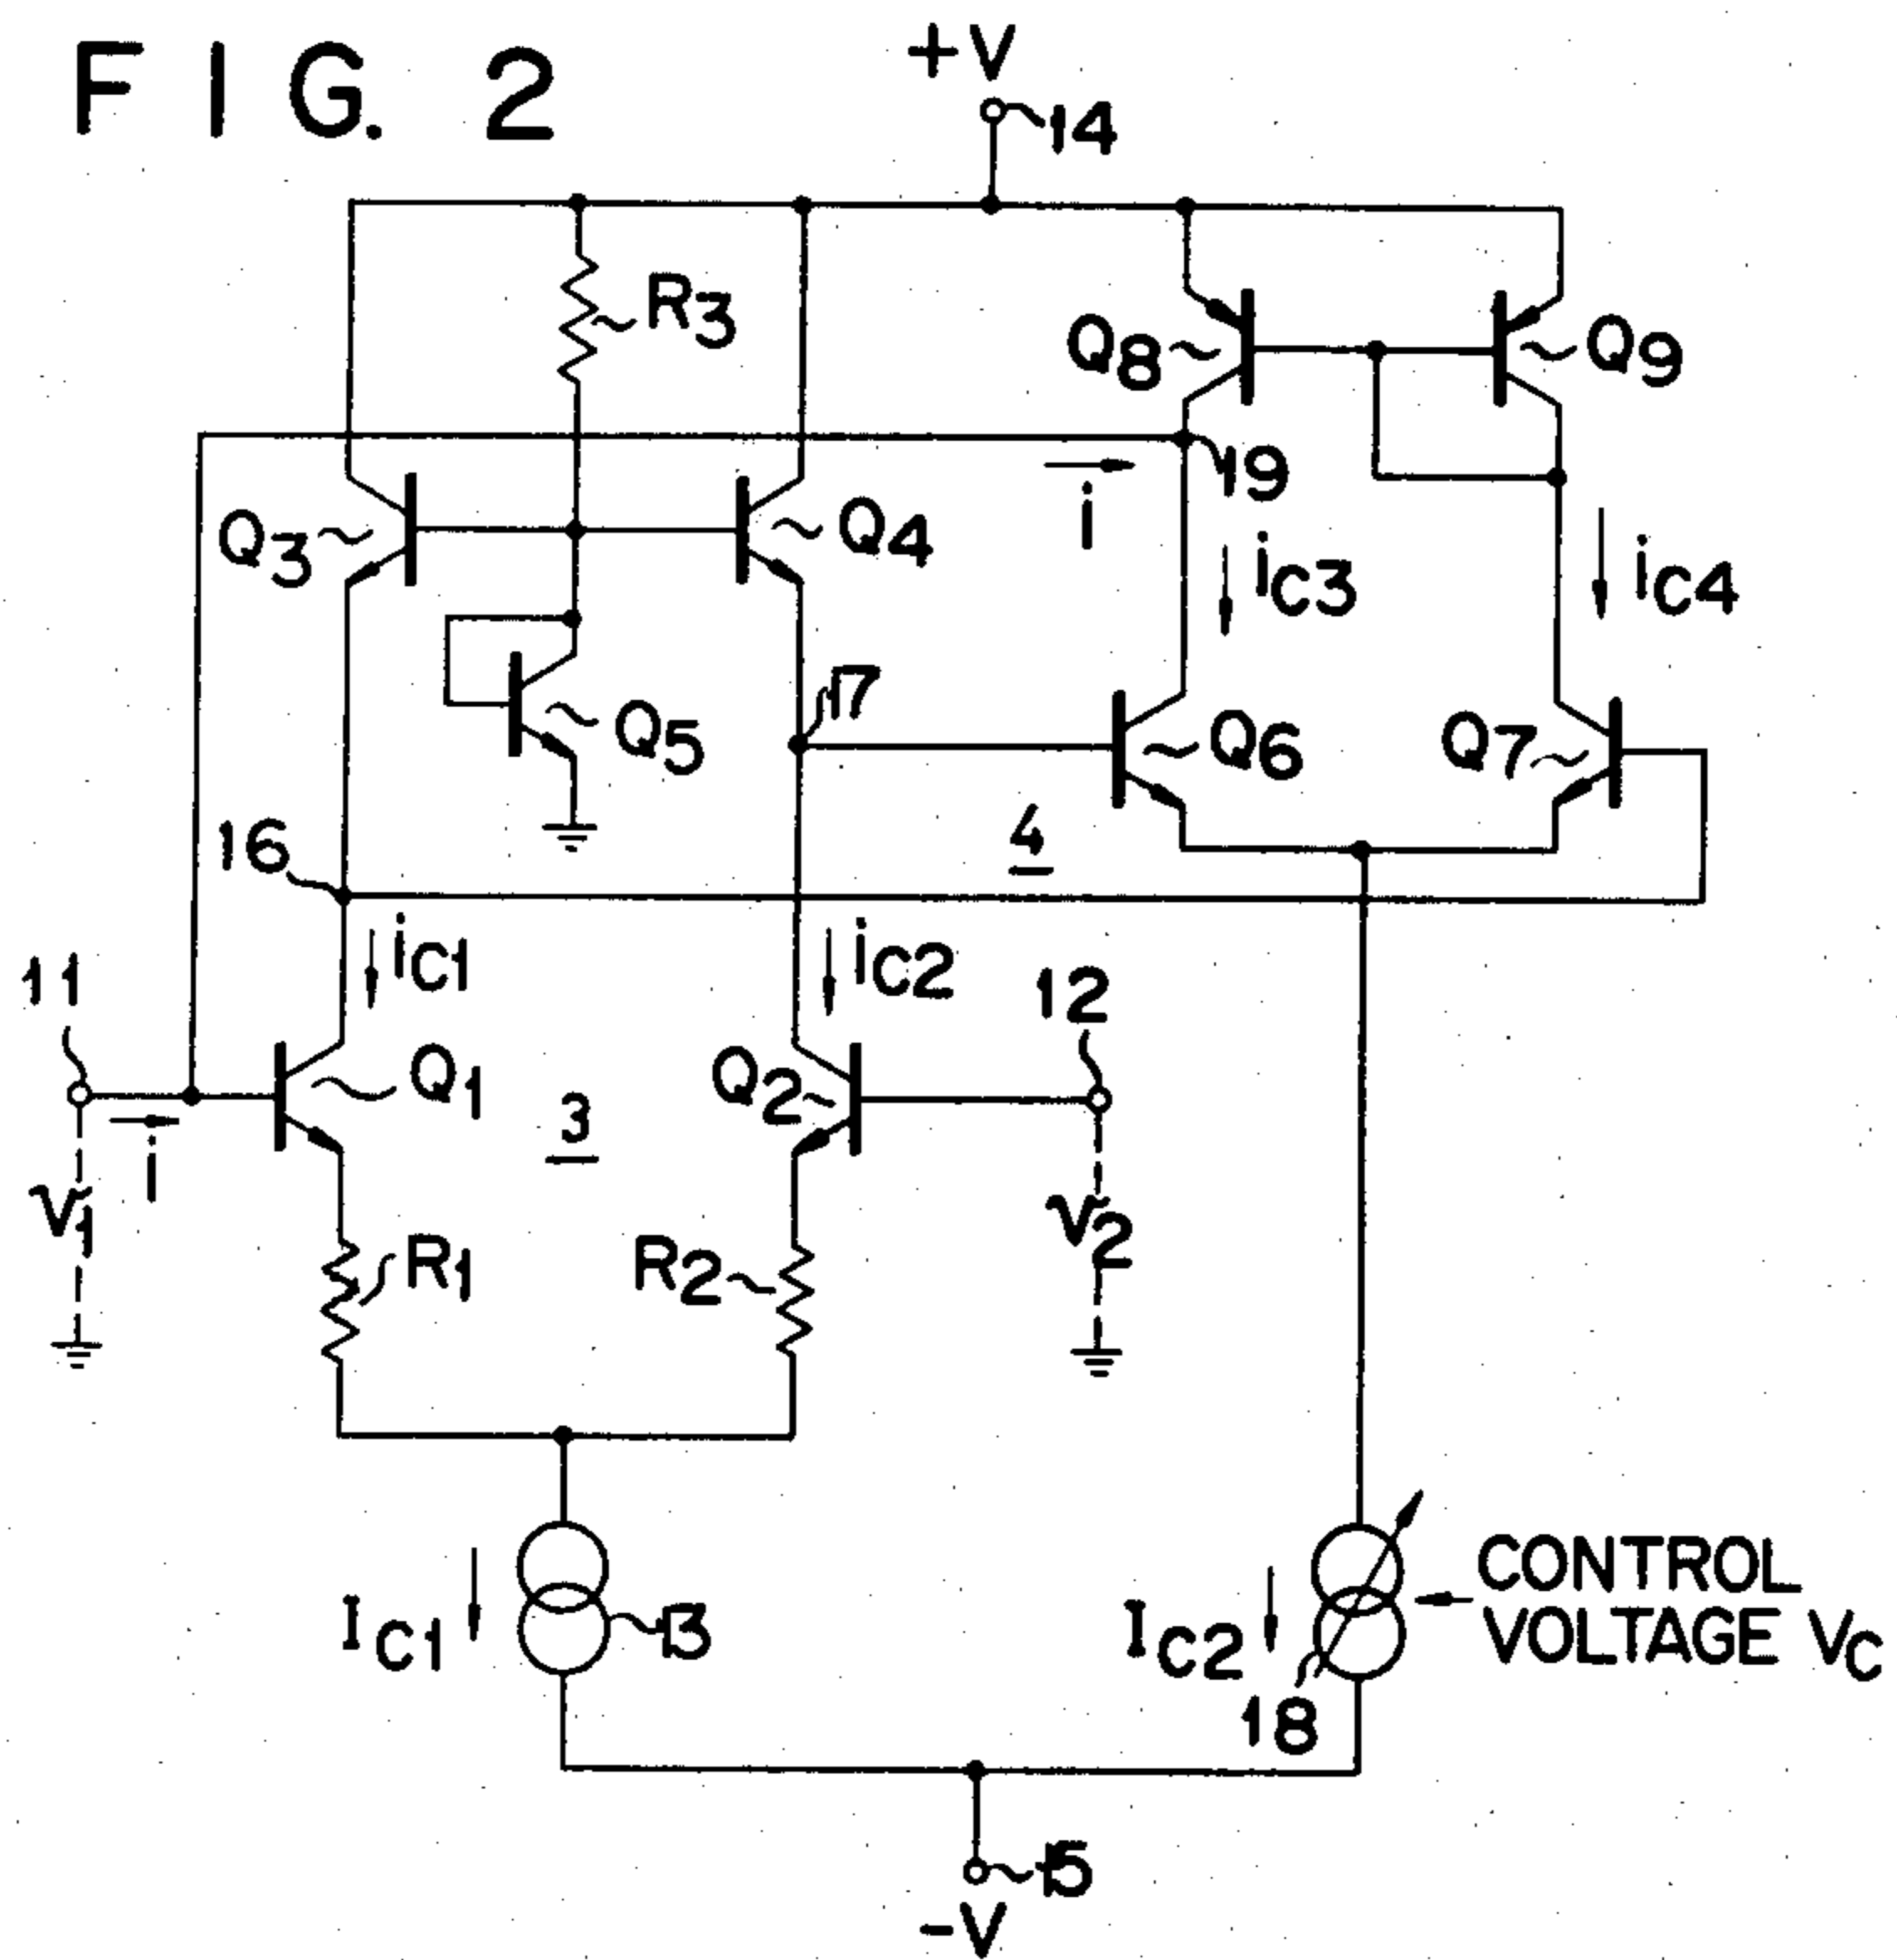 FIG. 2
+V
14
R3
Q8
Q9
19
i
Q3
Q4
iC3
iC4
17
Q5
Q6
Q7
4
16
iC1
iC2
11
12
Q1
Q2
3
i
V1
V2
R1
R2
IC1
13
IC2
18
CONTROL
VOLTAGE VC
15
-V